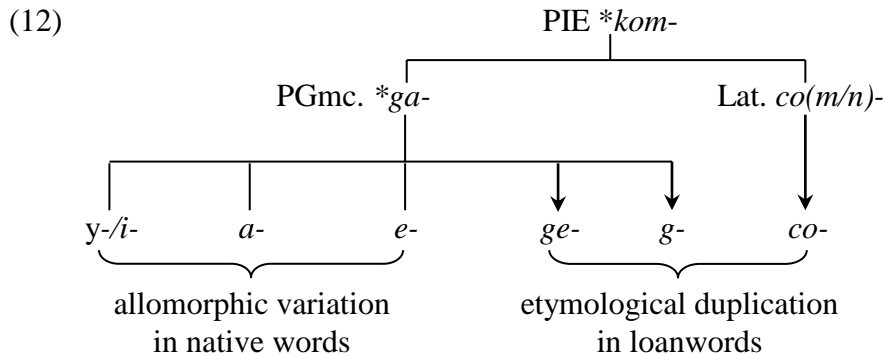 (12) PIE *kom-
PGmc. *ga- Lat. co(m/n)-
y-/i- a- e- ge- g- co-
allomorphic variation etymological duplication
in native words in loanwords